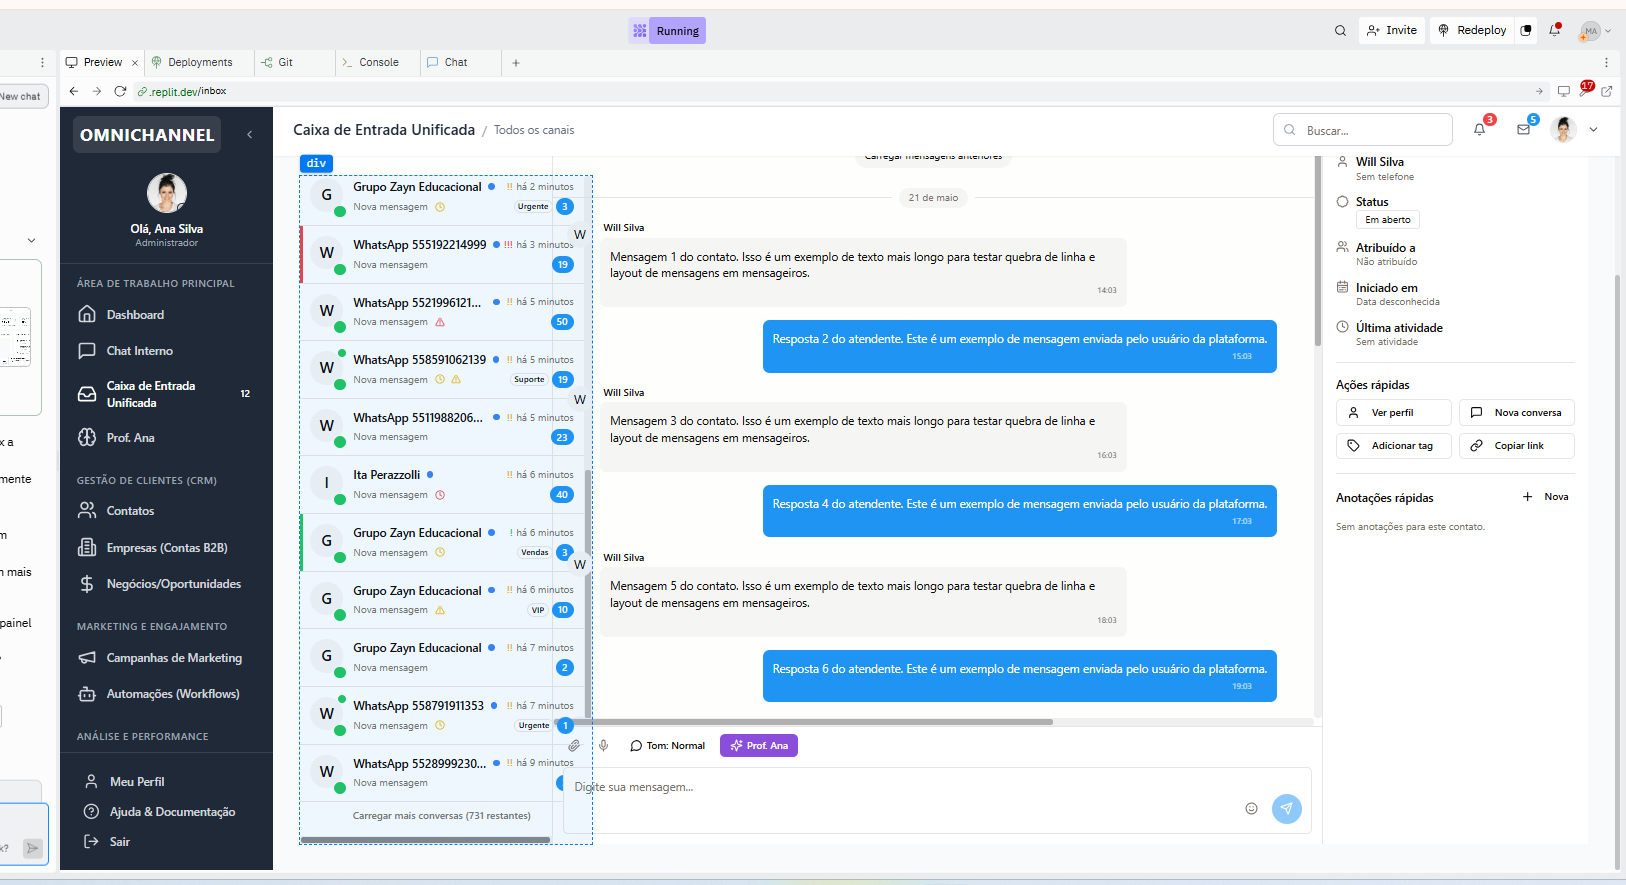 Running
Invite
Redeploy
MA
Preview
Deployments
Git
Console
Chat
New chat
.replit.dev/inbox
17
OMNICHANNEL
Caixa de Entrada Unificada / Todos os canais
Buscar...
3
5
Olá, Ana Silva
Administrador
ÁREA DE TRABALHO PRINCIPAL
Dashboard
Chat Interno
Caixa de Entrada
Unificada
12
Prof. Ana
GESTÃO DE CLIENTES (CRM)
Contatos
Empresas (Contas B2B)
Negócios/Oportunidades
MARKETING E ENGAJAMENTO
Campanhas de Marketing
Automações (Workflows)
ANÁLISE E PERFORMANCE
Meu Perfil
Ajuda & Documentação
Sair
x a
mente
m
n mais
painel
k?
div
G
Grupo Zayn Educacional
!! há 2 minutos
Nova mensagem
Urgente
3
W
WhatsApp 555192214999
!!! há 3 minutos
Nova mensagem
19
W
WhatsApp 5521996121...
!! há 5 minutos
Nova mensagem
50
W
WhatsApp 558591062139
!! há 5 minutos
Nova mensagem
Suporte
19
W
WhatsApp 5511988206...
!! há 5 minutos
Nova mensagem
23
I
Ita Perazzolli
!! há 6 minutos
Nova mensagem
40
G
Grupo Zayn Educacional
! há 6 minutos
Nova mensagem
Vendas
3
G
Grupo Zayn Educacional
!! há 6 minutos
Nova mensagem
VIP
10
G
Grupo Zayn Educacional
!! há 7 minutos
Nova mensagem
2
W
WhatsApp 558791911353
!! há 7 minutos
Nova mensagem
Urgente
1
W
WhatsApp 5528999230...
!! há 9 minutos
Nova mensagem
Carregar mais conversas (731 restantes)
Carregar mensagens anteriores
21 de maio
Will Silva
W
Mensagem 1 do contato. Isso é um exemplo de texto mais longo para testar quebra de linha e
layout de mensagens em mensageiros.
14:03
Resposta 2 do atendente. Este é um exemplo de mensagem enviada pelo usuário da plataforma.
15:03
Will Silva
W
Mensagem 3 do contato. Isso é um exemplo de texto mais longo para testar quebra de linha e
layout de mensagens em mensageiros.
16:03
Resposta 4 do atendente. Este é um exemplo de mensagem enviada pelo usuário da plataforma.
17:03
Will Silva
W
Mensagem 5 do contato. Isso é um exemplo de texto mais longo para testar quebra de linha e
layout de mensagens em mensageiros.
18:03
Resposta 6 do atendente. Este é um exemplo de mensagem enviada pelo usuário da plataforma.
19:03
Tom: Normal
Prof. Ana
Digite sua mensagem...
Will Silva
Sem telefone
Status
Em aberto
Atribuído a
Não atribuído
Iniciado em
Data desconhecida
Última atividade
Sem atividade
Ações rápidas
Ver perfil
Nova conversa
Adicionar tag
Copiar link
Anotações rápidas
+ Nova
Sem anotações para este contato.